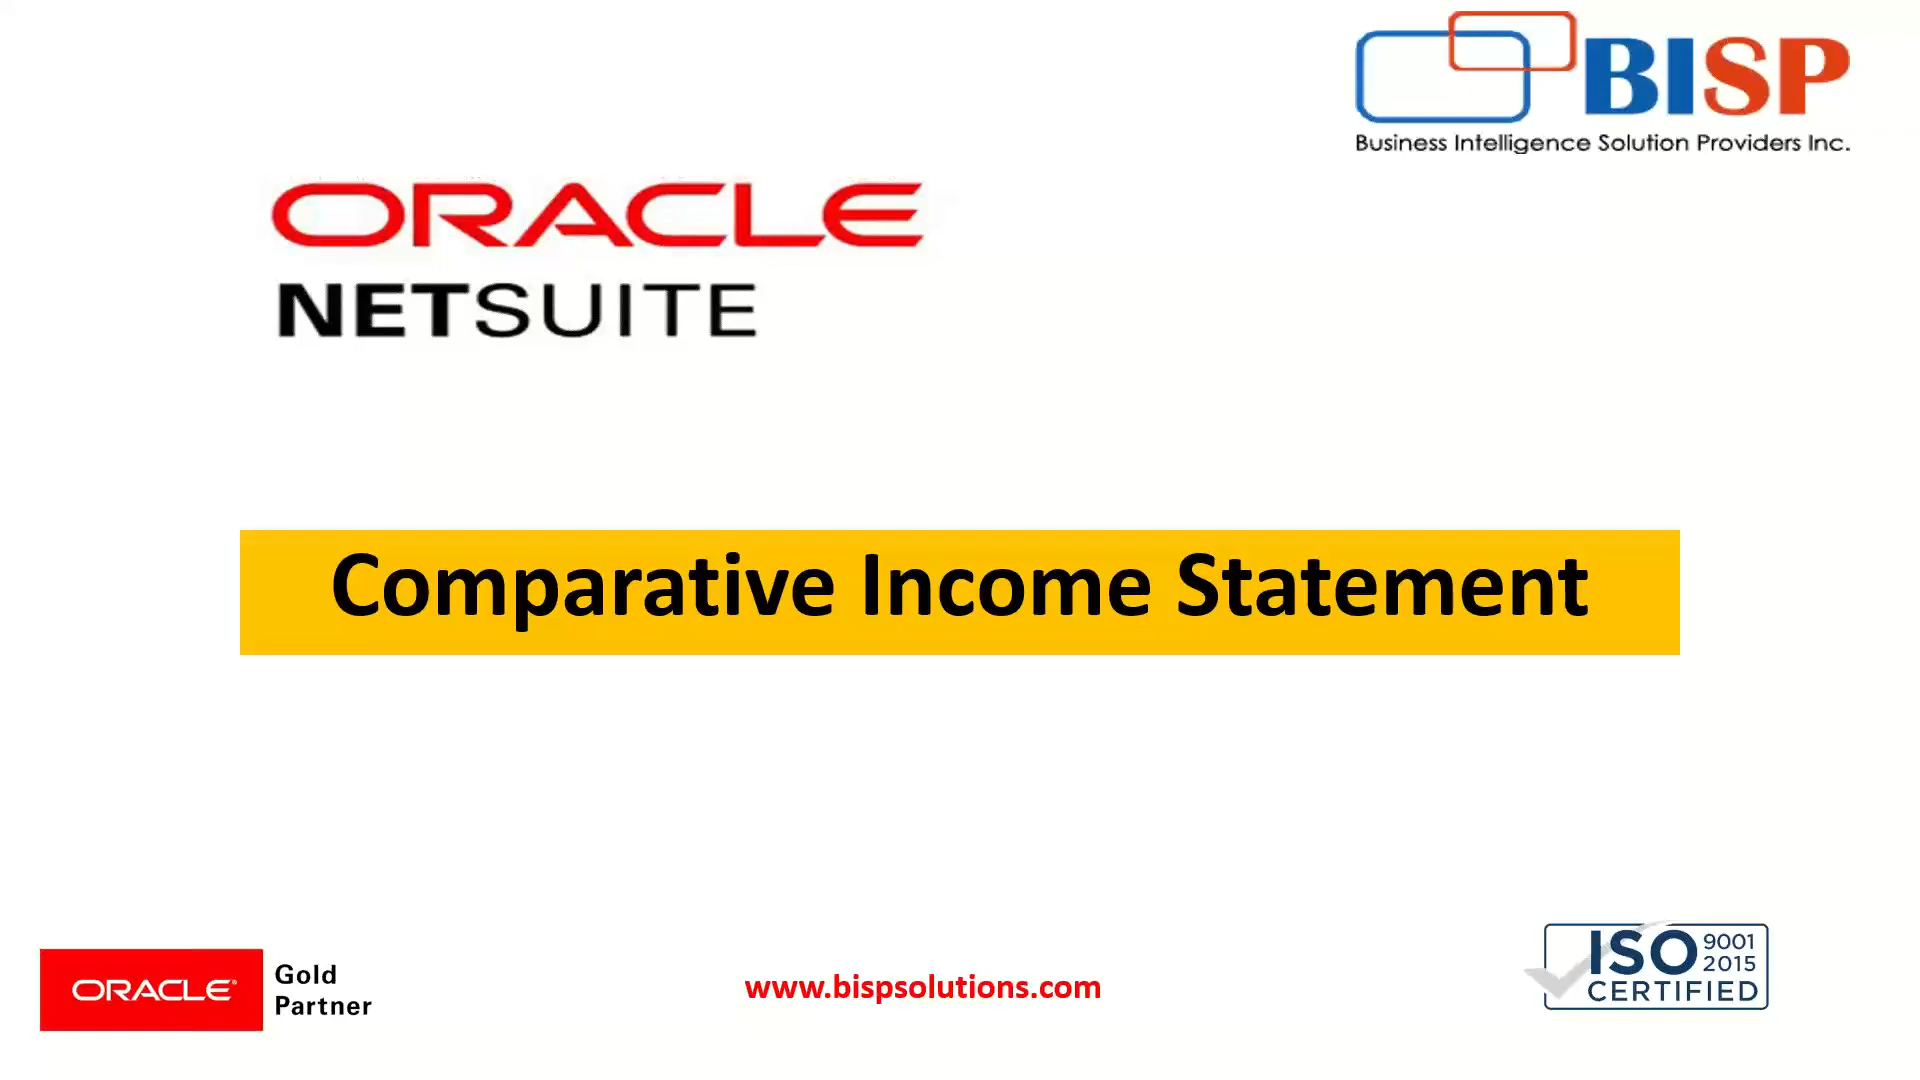 BISP
Business Intelligence Solution Providers Inc.
ORACLE
NETSUITE
Comparative Income Statement
ORACLE®
Gold
Partner
www.bispsolutions.com
ISO 9001 2015
CERTIFIED